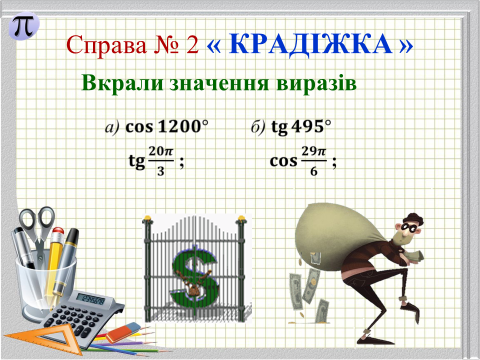 π
Справа № 2 « КРАДІЖКА »
Вкрали значення виразів
а) cos 1200° б) tg 495°
tg 20π/3 ; cos 29π/6 ;
$